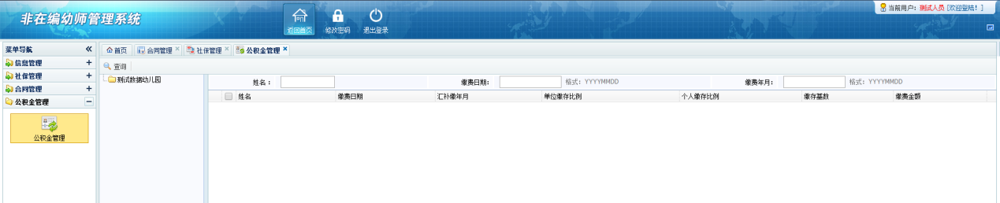 当前用户：测试人员 [欢迎登陆！]
非在编幼师管理系统
返回首页 修改密码 退出登录
菜单导航
信息管理
社保管理
合同管理
公积金管理
公积金管理
首页 合同管理 社保管理 公积金管理
查询
测试数据幼儿园
姓名： 缴费日期： 格式：YYYYMMDD 缴费年月： 格式：YYYYMMDD
姓名 缴费日期 汇补缴年月 单位缴存比例 个人缴存比例 缴存基数 缴费金额